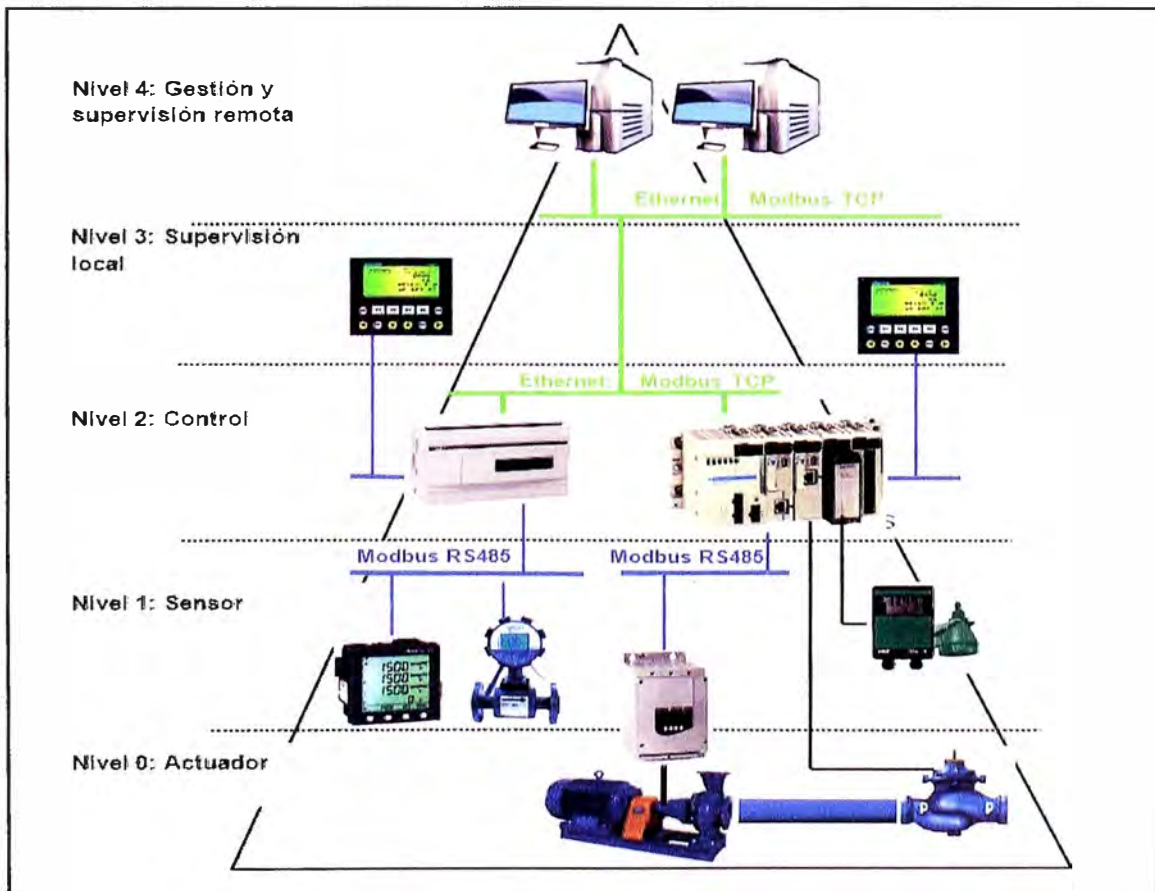 Nivel 4: Gestión y
supervisión remota
Ethernet Modbus TCP
Nivel 3: Supervisión
local
Ethernet Modbus TCP
Nivel 2: Control
S
Modbus RS485
Modbus RS485
Nivel 1: Sensor
1500
1500
1500
Nivel 0: Actuador